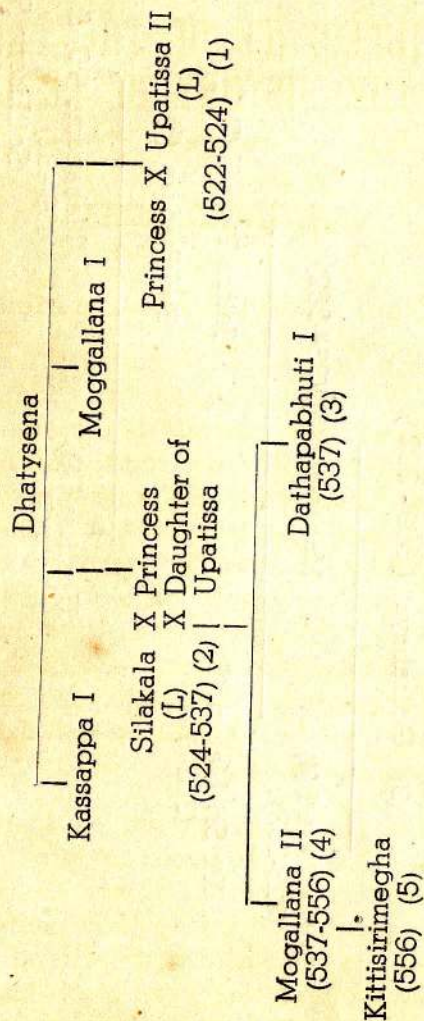 Dhatysena
Kassappa I
Moggallana I
Silakala X Princess
(L) X Daughter of
(524-537) (2) Upatissa
Princess X Upatissa II
(L)
(522-524) (1)
Mogallana II
(537-556) (4)
Dathapabhuti I
(537) (3)
Kittisirimegha
(556) (5)